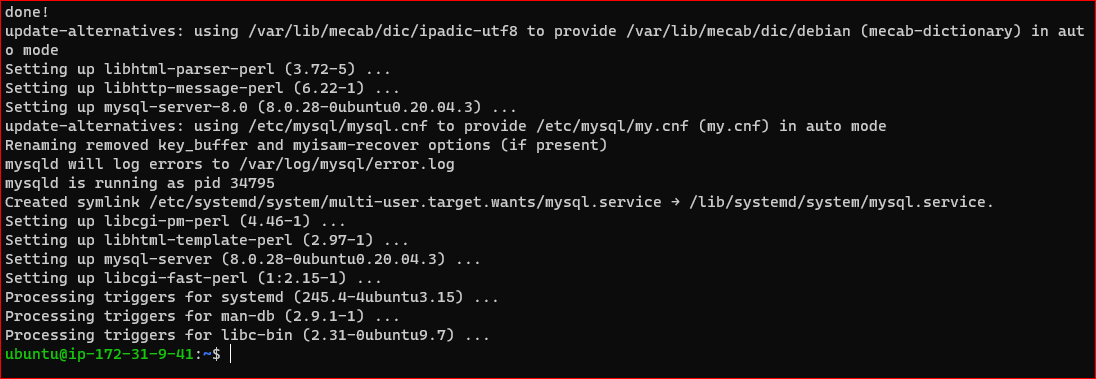 done!
update-alternatives: using /var/lib/mecab/dic/ipadic-utf8 to provide /var/lib/mecab/dic/debian (mecab-dictionary) in aut
o mode
Setting up libhtml-parser-perl (3.72-5) ...
Setting up libhttp-message-perl (6.22-1) ...
Setting up mysql-server-8.0 (8.0.28-0ubuntu0.20.04.3) ...
update-alternatives: using /etc/mysql/mysql.cnf to provide /etc/mysql/my.cnf (my.cnf) in auto mode
Renaming removed key_buffer and myisam-recover options (if present)
mysqld will log errors to /var/log/mysql/error.log
mysqld is running as pid 34795
Created symlink /etc/systemd/system/multi-user.target.wants/mysql.service → /lib/systemd/system/mysql.service.
Setting up libcgi-pm-perl (4.46-1) ...
Setting up libhtml-template-perl (2.97-1) ...
Setting up mysql-server (8.0.28-0ubuntu0.20.04.3) ...
Setting up libcgi-fast-perl (1:2.15-1) ...
Processing triggers for systemd (245.4-4ubuntu3.15) ...
Processing triggers for man-db (2.9.1-1) ...
Processing triggers for libc-bin (2.31-0ubuntu9.7) ...
ubuntu@ip-172-31-9-41:~$